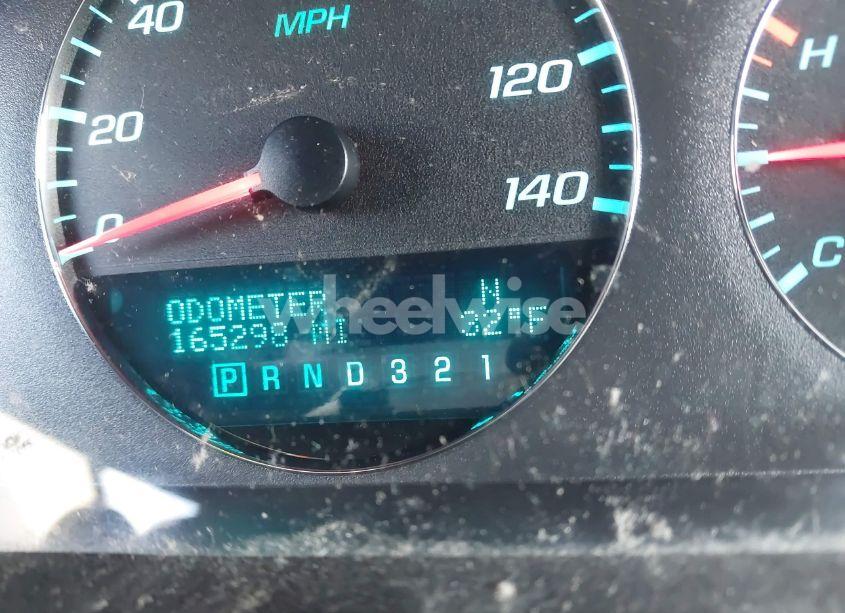 40
MPH
120
H
20
140
0
C
ODOMETER N
165298 MI 32°F
P R N D 3 2 1
wheelwise